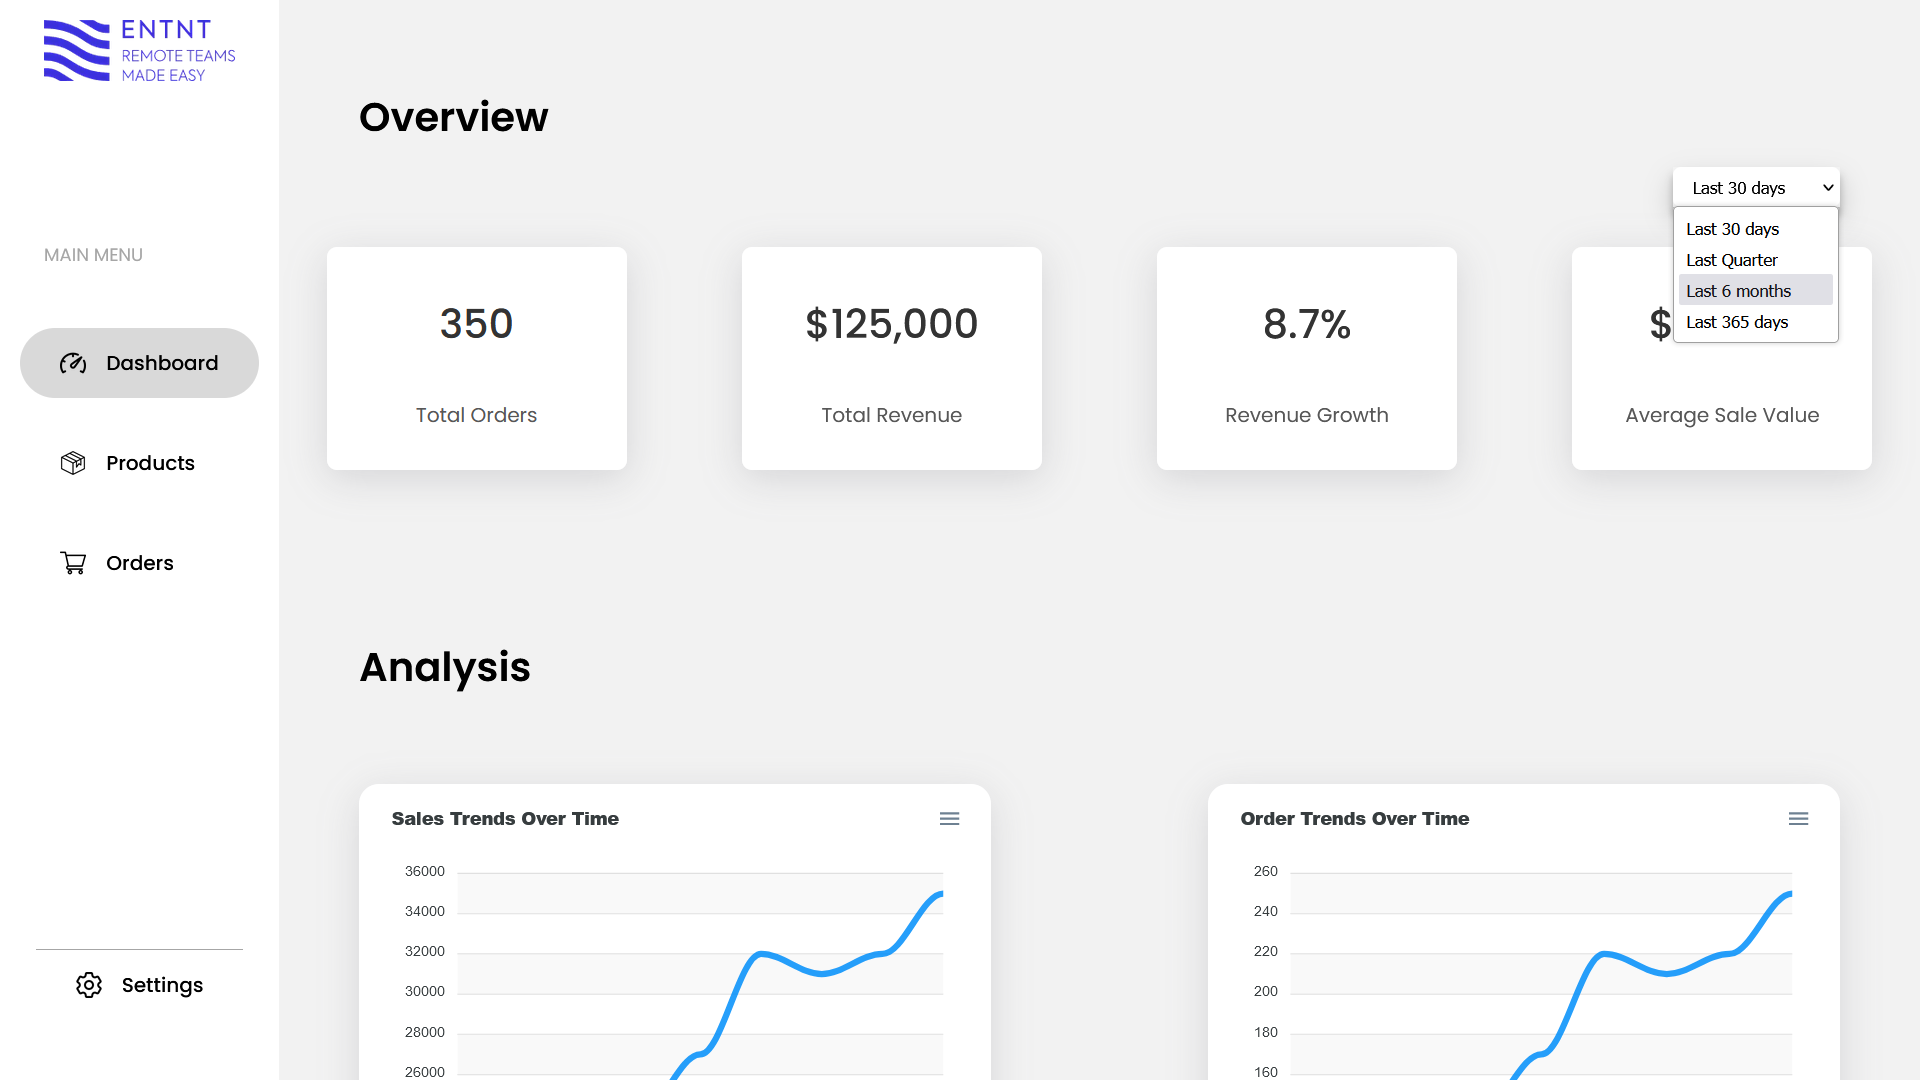 ENTNT
REMOTE TEAMS
MADE EASY
MAIN MENU
Dashboard
Products
Orders
Settings
Overview
Last 30 days
Last 30 days
Last Quarter
Last 6 months
Last 365 days
350
Total Orders
$125,000
Total Revenue
8.7%
Revenue Growth
$
Average Sale Value
Analysis
Sales Trends Over Time
36000
34000
32000
30000
28000
26000
Order Trends Over Time
260
240
220
200
180
160